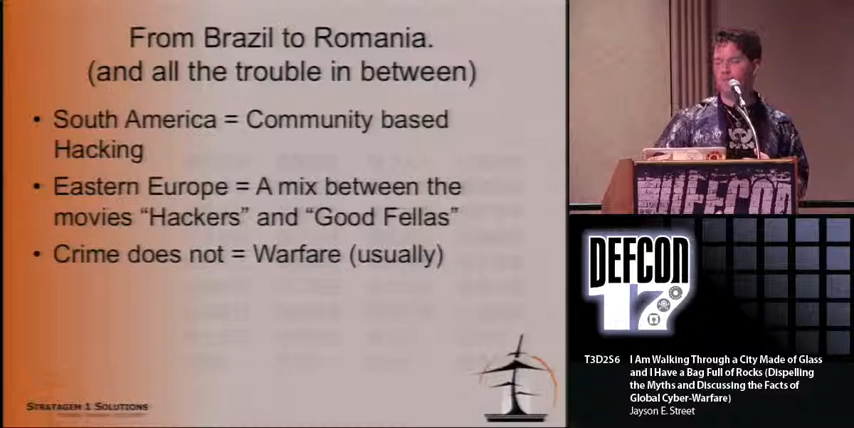 From Brazil to Romania.
(and all the trouble in between)
• South America = Community based
Hacking
• Eastern Europe = A mix between the
movies “Hackers” and “Good Fellas”
• Crime does not = Warfare (usually)
STRATAGEM 1 SOLUTIONS
DEFCON
DEFCON
17
T3D2S6
I Am Walking Through a City Made of Glass
and I Have a Bag Full of Rocks (Dispelling
the Myths and Discussing the Facts of
Global Cyber-Warfare)
Jayson E. Street